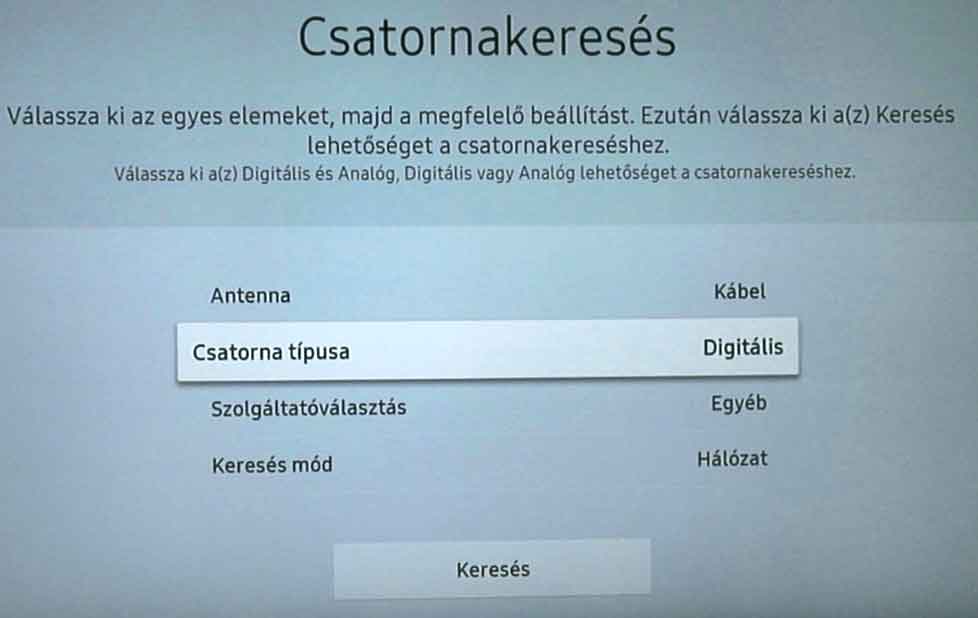 Csatornakeresés
Válassza ki az egyes elemeket, majd a megfelelő beállítást. Ezután válassza ki a(z) Keresés
lehetőséget a csatornakereséshez.
Válassza ki a(z) Digitális és Analóg, Digitális vagy Analóg lehetőséget a csatornakereséshez.
Antenna Kábel
Csatorna típusa Digitális
Szolgáltatóválasztás Egyéb
Keresés mód Hálózat
Keresés